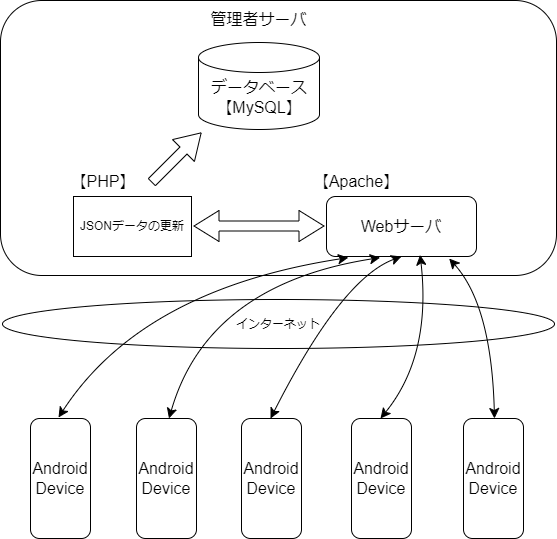 管理者サーバ
データベース
【MySQL】
【PHP】
【Apache】
JSONデータの更新
Webサーバ
インターネット
Android
Device
Android
Device
Android
Device
Android
Device
Android
Device